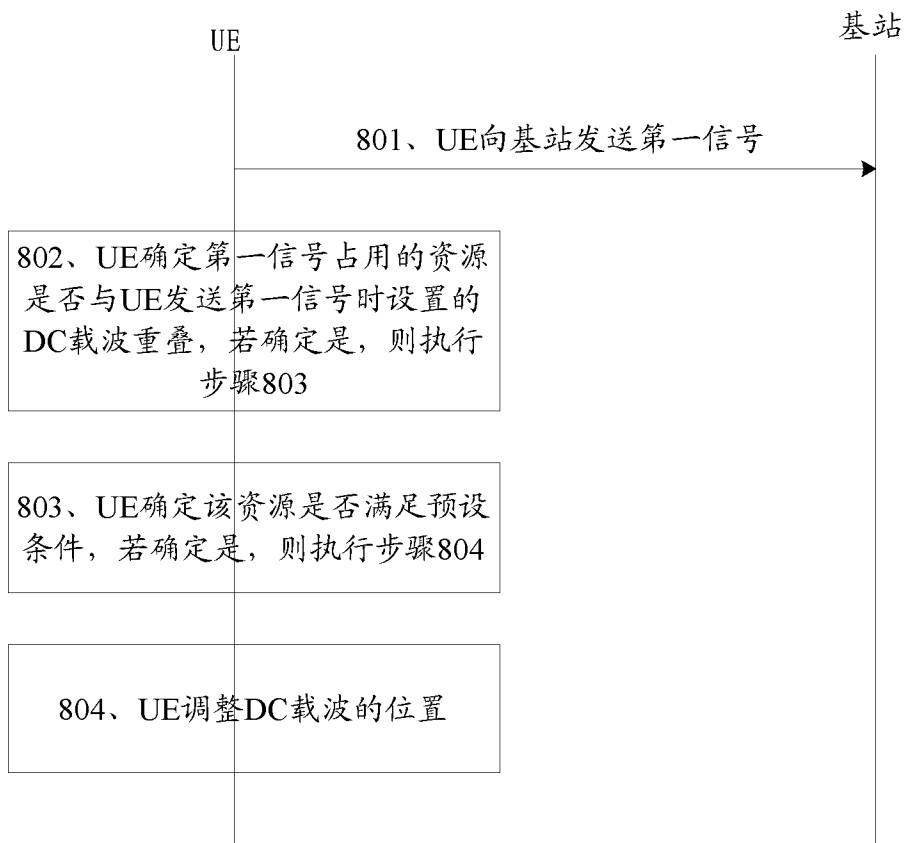 UE
基站
801、UE向基站发送第一信号
802、UE确定第一信号占用的资源
是否与UE发送第一信号时设置的
DC载波重叠，若确定是，则执行
步骤803
803、UE确定该资源是否满足预设
条件，若确定是，则执行步骤804
804、UE调整DC载波的位置